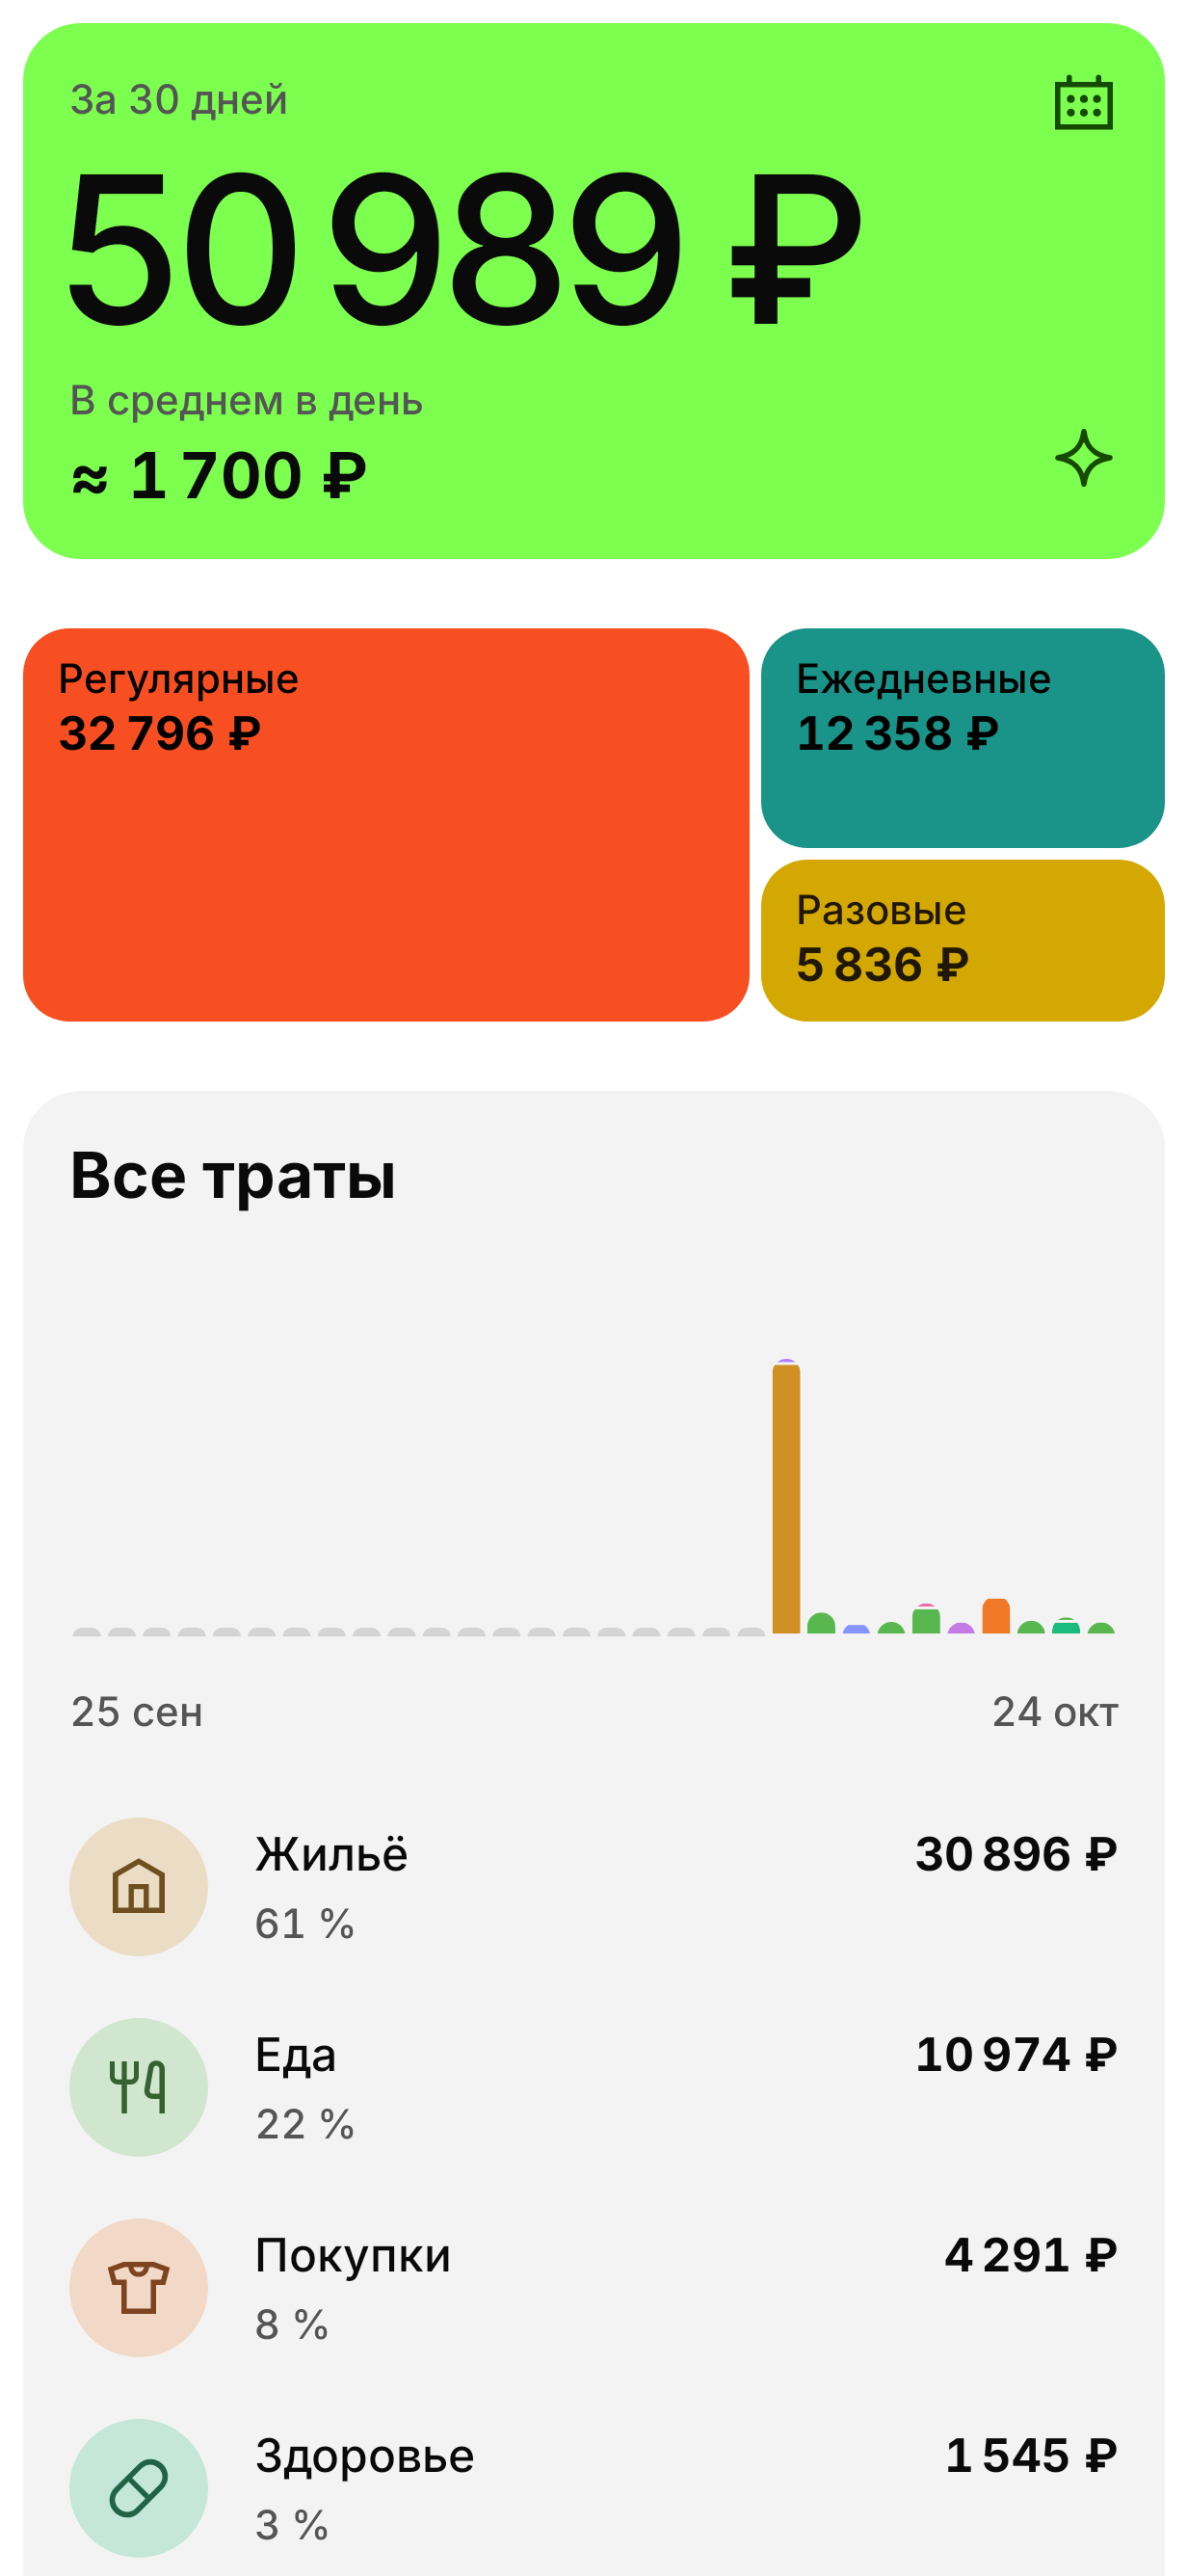 За 30 дней
50 989 ₽
В среднем в день
≈ 1 700 ₽
Регулярные
32 796 ₽
Ежедневные
12 358 ₽
Разовые
5 836 ₽
Все траты
25 сен
24 окт
Жильё
30 896 ₽
61 %
Еда
10 974 ₽
22 %
Покупки
4 291 ₽
8 %
Здоровье
1 545 ₽
3 %